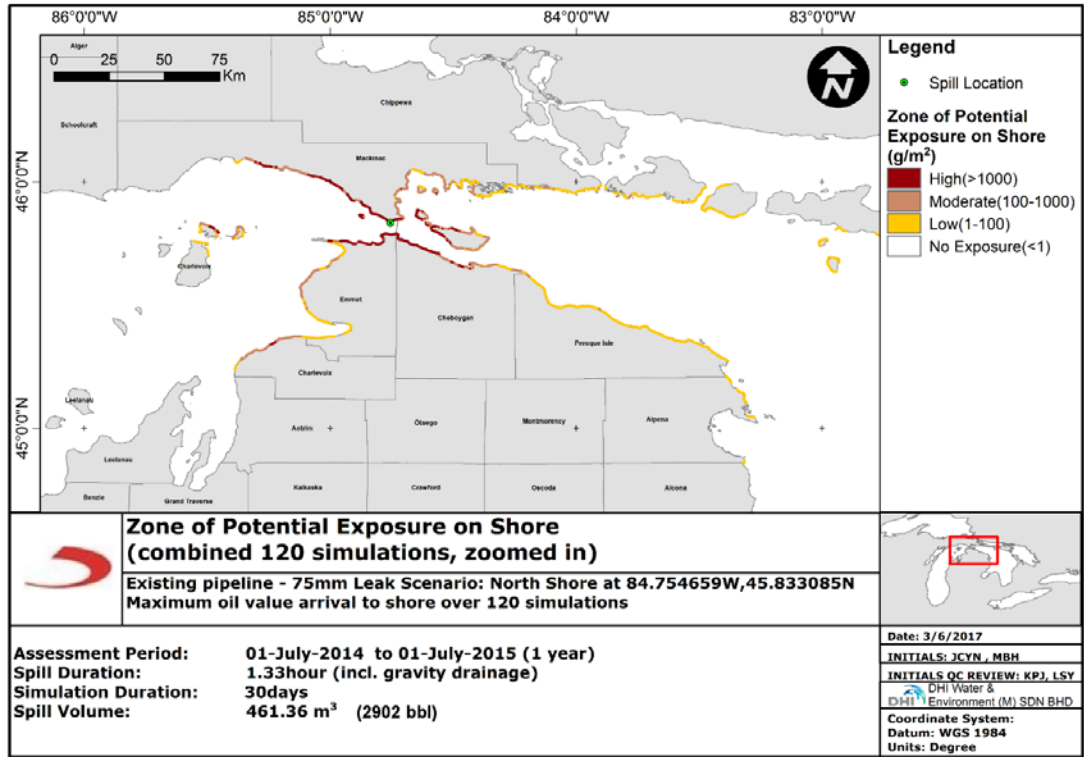 86°0'0"W 85°0'0"W 84°0'0"W 83°0'0"W
46°0'0"N
45°0'0"N
0 25 50 75
Km
N
Alger
Schoolcraft
Chippewa
Mackinac
Charlevoix
Emmet
Cheboygan
Presque Isle
Charlevoix
Leelanau
Antrim
Otsego
Montmorency
Alpena
Leelanau
Benzie
Grand Traverse
Kalkaska
Crawford
Oscoda
Alcona
Legend
Spill Location
Zone of Potential
Exposure on Shore
(g/m²)
High(>1000)
Moderate(100-1000)
Low(1-100)
No Exposure(<1)
Zone of Potential Exposure on Shore
(combined 120 simulations, zoomed in)
Existing pipeline - 75mm Leak Scenario: North Shore at 84.754659W,45.833085N
Maximum oil value arrival to shore over 120 simulations
Assessment Period: 01-July-2014 to 01-July-2015 (1 year)
Spill Duration: 1.33hour (incl. gravity drainage)
Simulation Duration: 30days
Spill Volume: 461.36 m³ (2902 bbl)
Date: 3/6/2017
INITIALS: JCYN , MBH
INITIALS QC REVIEW: KPJ, LSY
DHI
DHI Water &
Environment (M) SDN BHD
Coordinate System:
Datum: WGS 1984
Units: Degree